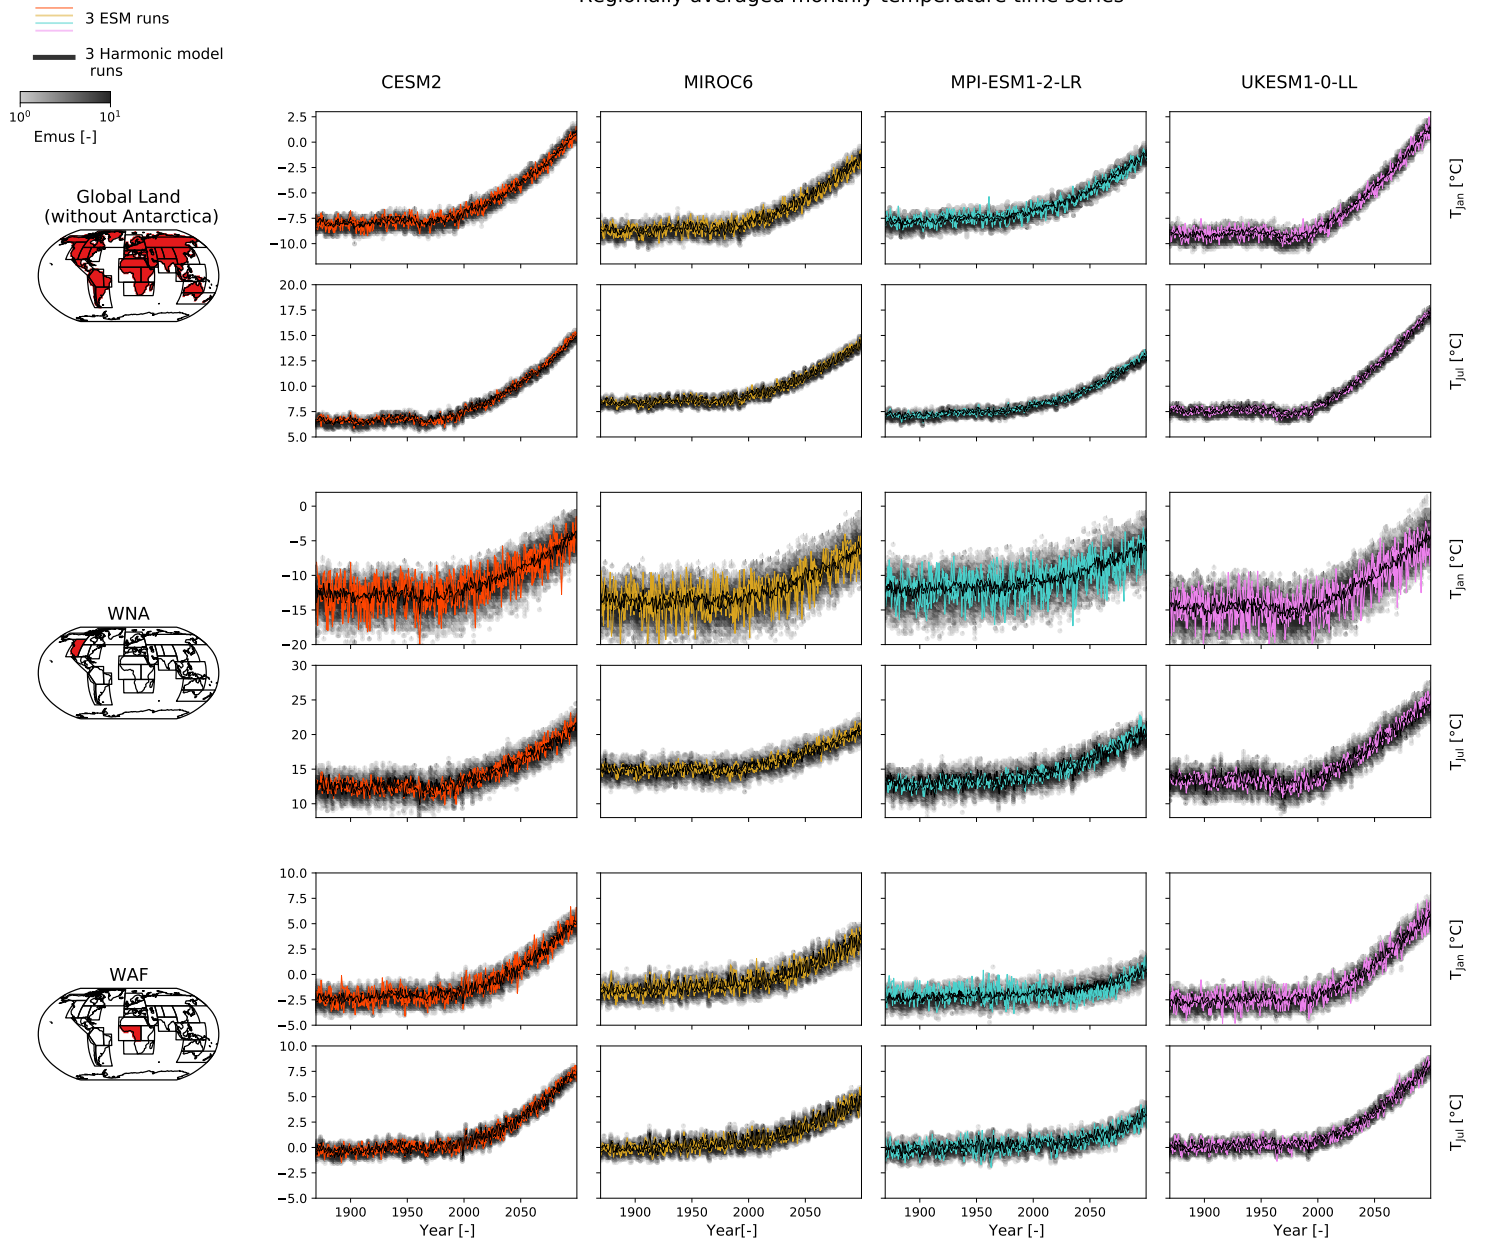 Regionally averaged monthly temperature time series
3 ESM runs
3 Harmonic model
runs
10⁰ 10¹
Emus [-]
CESM2 MIROC6 MPI-ESM1-2-LR UKESM1-0-LL
Global Land
(without Antarctica)
2.5
0.0
−2.5
−5.0
−7.5
−10.0
T_Jan [°C]
20.0
17.5
15.0
12.5
10.0
7.5
5.0
T_Jul [°C]
WNA
0
−5
−10
−15
−20
T_Jan [°C]
30
25
20
15
10
T_Jul [°C]
WAF
10.0
7.5
5.0
2.5
0.0
−2.5
−5.0
T_Jan [°C]
10.0
7.5
5.0
2.5
0.0
−2.5
−5.0
T_Jul [°C]
1900 1950 2000 2050 1900 1950 2000 2050 1900 1950 2000 2050 1900 1950 2000 2050
Year [-] Year[-] Year [-] Year [-]